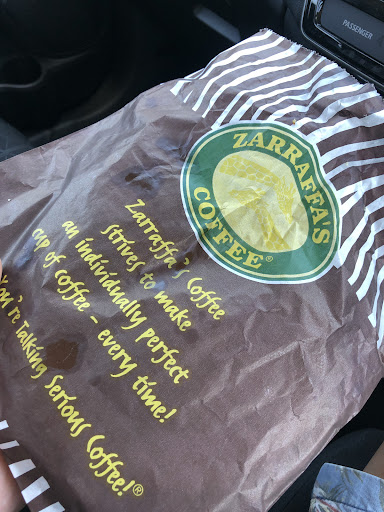 PASSENGER
ZARRAFFA'S
COFFEE®
Zarraffa's Coffee
strives to make
an individually perfect
cup of coffee - every time!
You're Talking Serious Coffee!®